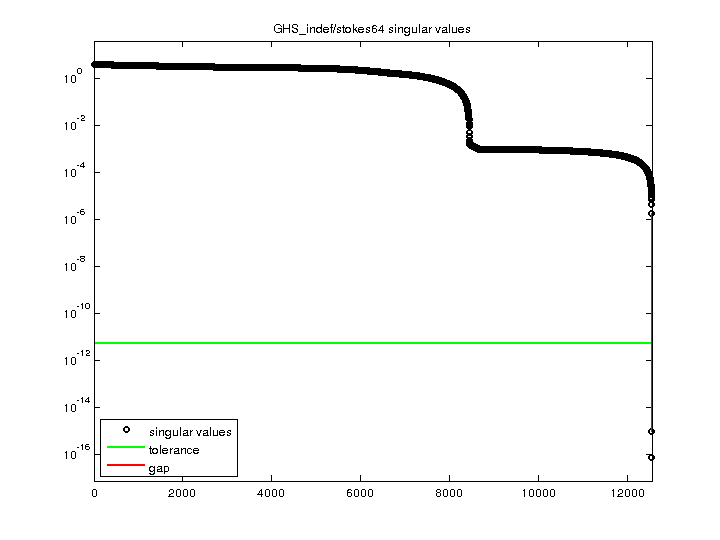 GHS_indef/stokes64 singular values
10^0
10^-2
10^-4
10^-6
10^-8
10^-10
10^-12
10^-14
10^-16
singular values
tolerance
gap
0 2000 4000 6000 8000 10000 12000